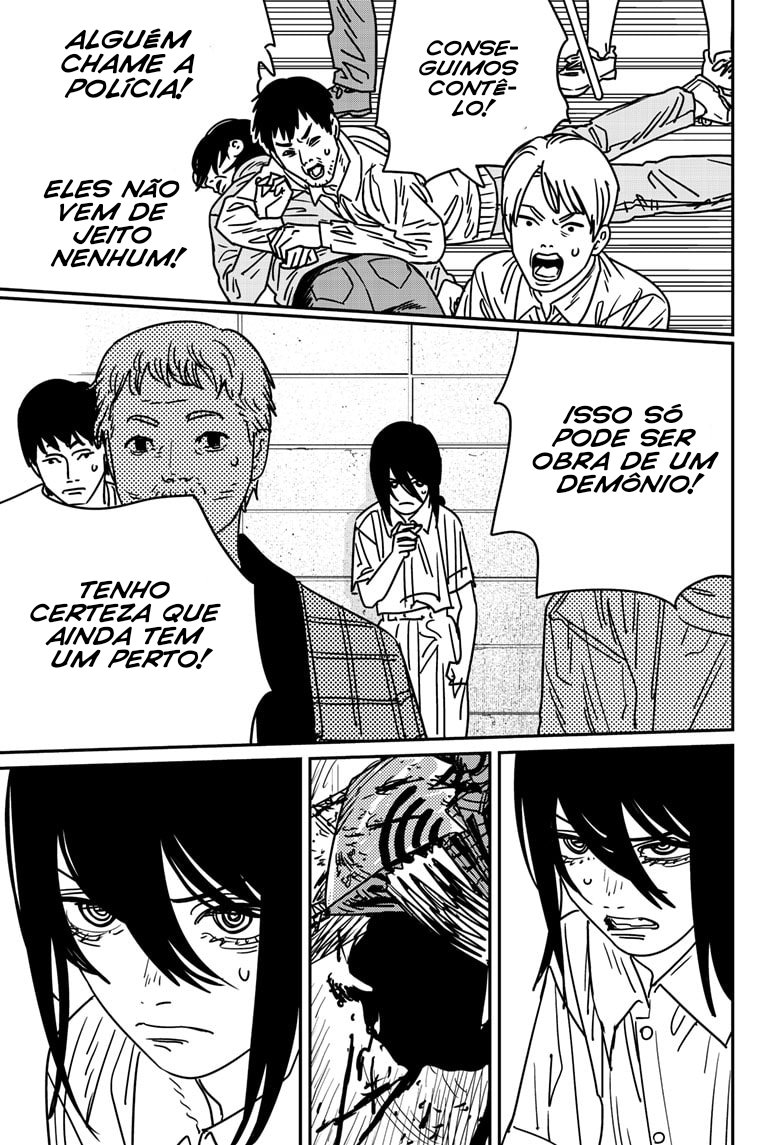 CONSE-
GUIMOS
CONTÊ-
LO!
ALGUÉM
CHAME A
POLÍCIA!
ELES NÃO
VEM DE
JEITO
NENHUM!
ISSO SÓ
PODE SER
OBRA DE UM
DEMÔNIO!
TENHO
CERTEZA QUE
AINDA TEM
UM PERTO!